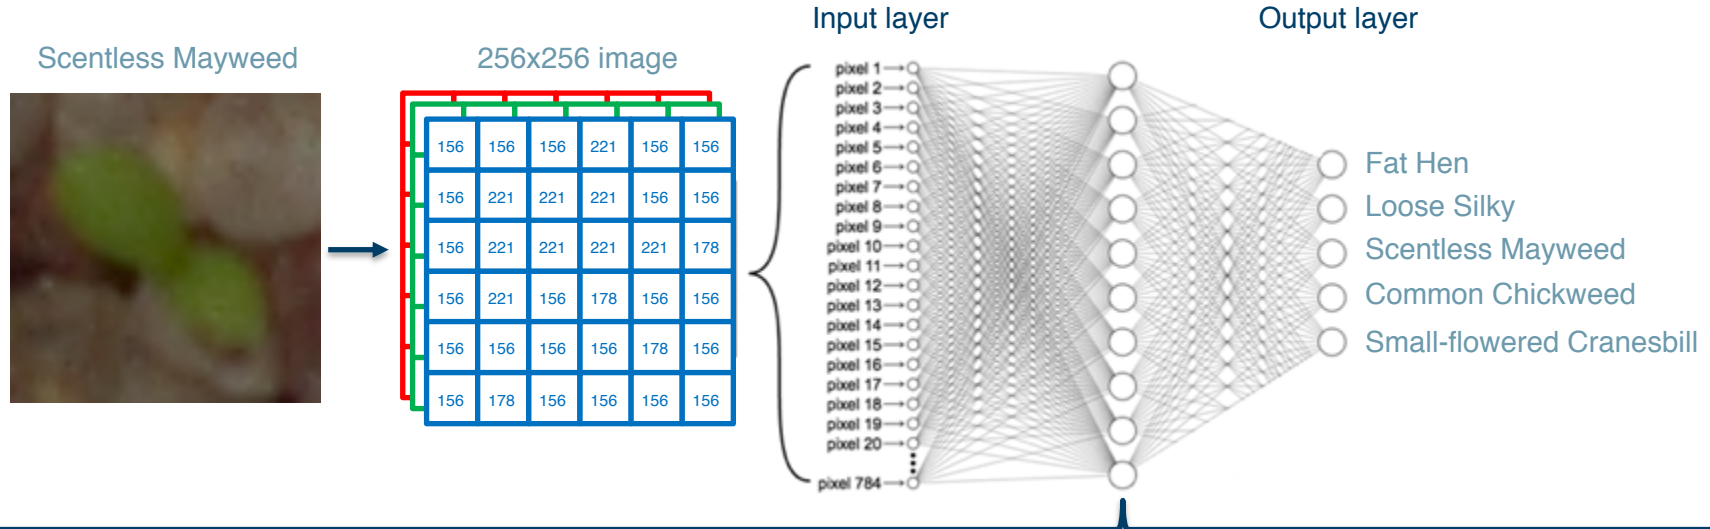 Input layer
Output layer
Scentless Mayweed
256x256 image
156 156 156 221 156 156
156 221 221 221 156 156
156 221 221 221 221 178
156 221 156 178 156 156
156 156 156 156 178 156
156 178 156 156 156 156
pixel 1
pixel 2
pixel 3
pixel 4
pixel 5
pixel 6
pixel 7
pixel 8
pixel 9
pixel 10
pixel 11
pixel 12
pixel 13
pixel 14
pixel 15
pixel 16
pixel 17
pixel 18
pixel 19
pixel 20
pixel 784
Fat Hen
Loose Silky
Scentless Mayweed
Common Chickweed
Small-flowered Cranesbill